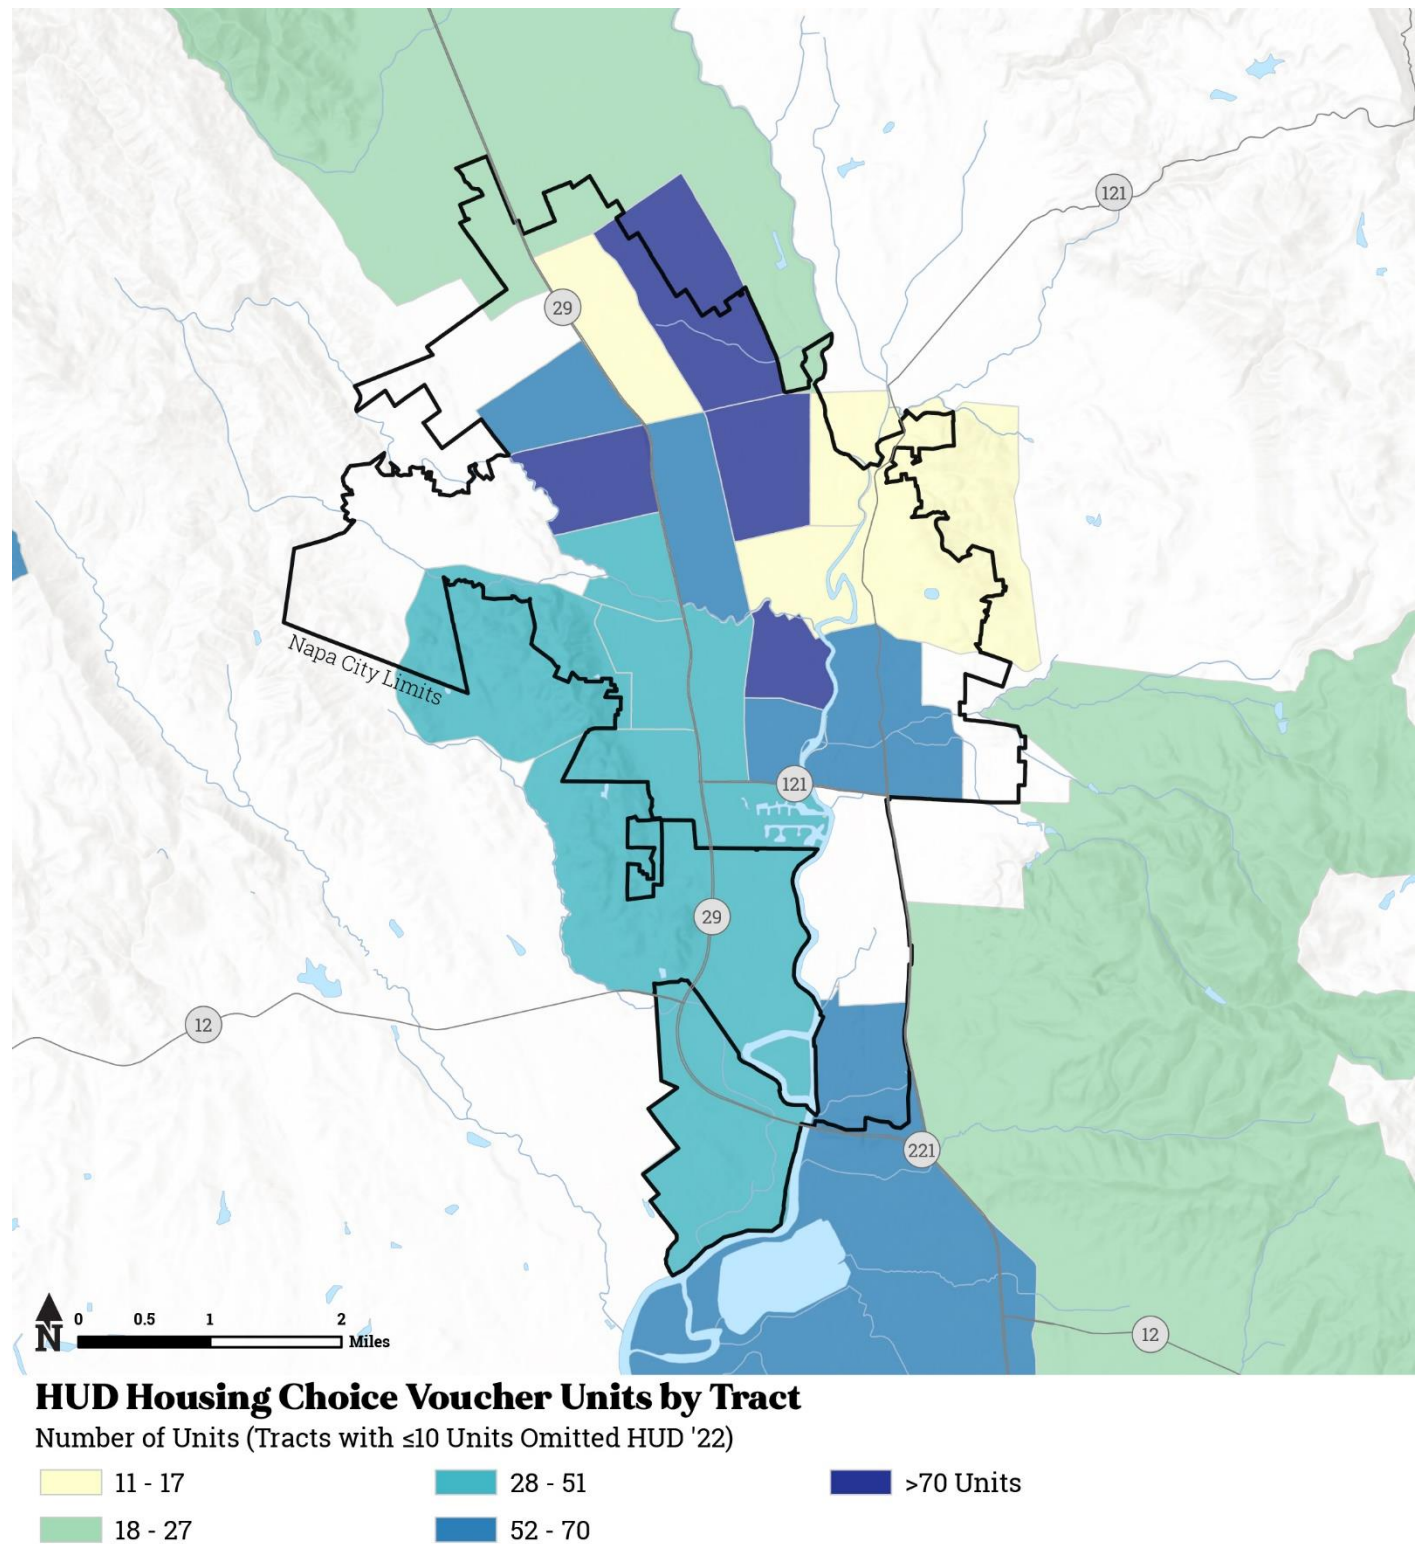 121
29
Napa City Limits
121
29
12
221
12
N
0 0.5 1 2
Miles
HUD Housing Choice Voucher Units by Tract
Number of Units (Tracts with ≤10 Units Omitted HUD '22)
11 - 17
28 - 51
>70 Units
18 - 27
52 - 70